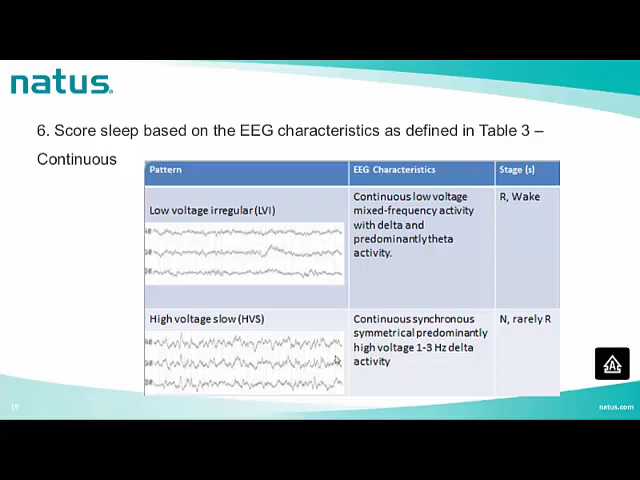 natus
6. Score sleep based on the EEG characteristics as defined in Table 3 –
Continuous
Pattern EEG Characteristics Stage (s)
Low voltage irregular (LVI)
Continuous low voltage
mixed-frequency activity
with delta and
predominantly theta
activity.
R, Wake
High voltage slow (HVS)
Continuous synchronous
symmetrical predominantly
high voltage 1-3 Hz delta
activity
N, rarely R
natus.com